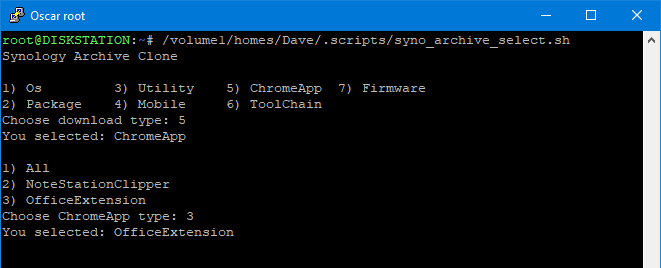 Oscar root
root@DISKSTATION:~# /volume1/homes/Dave/.scripts/syno_archive_select.sh
Synology Archive Clone
1) Os 3) Utility 5) ChromeApp 7) Firmware
2) Package 4) Mobile 6) ToolChain
Choose download type: 5
You selected: ChromeApp
1) All
2) NoteStationClipper
3) OfficeExtension
Choose ChromeApp type: 3
You selected: OfficeExtension